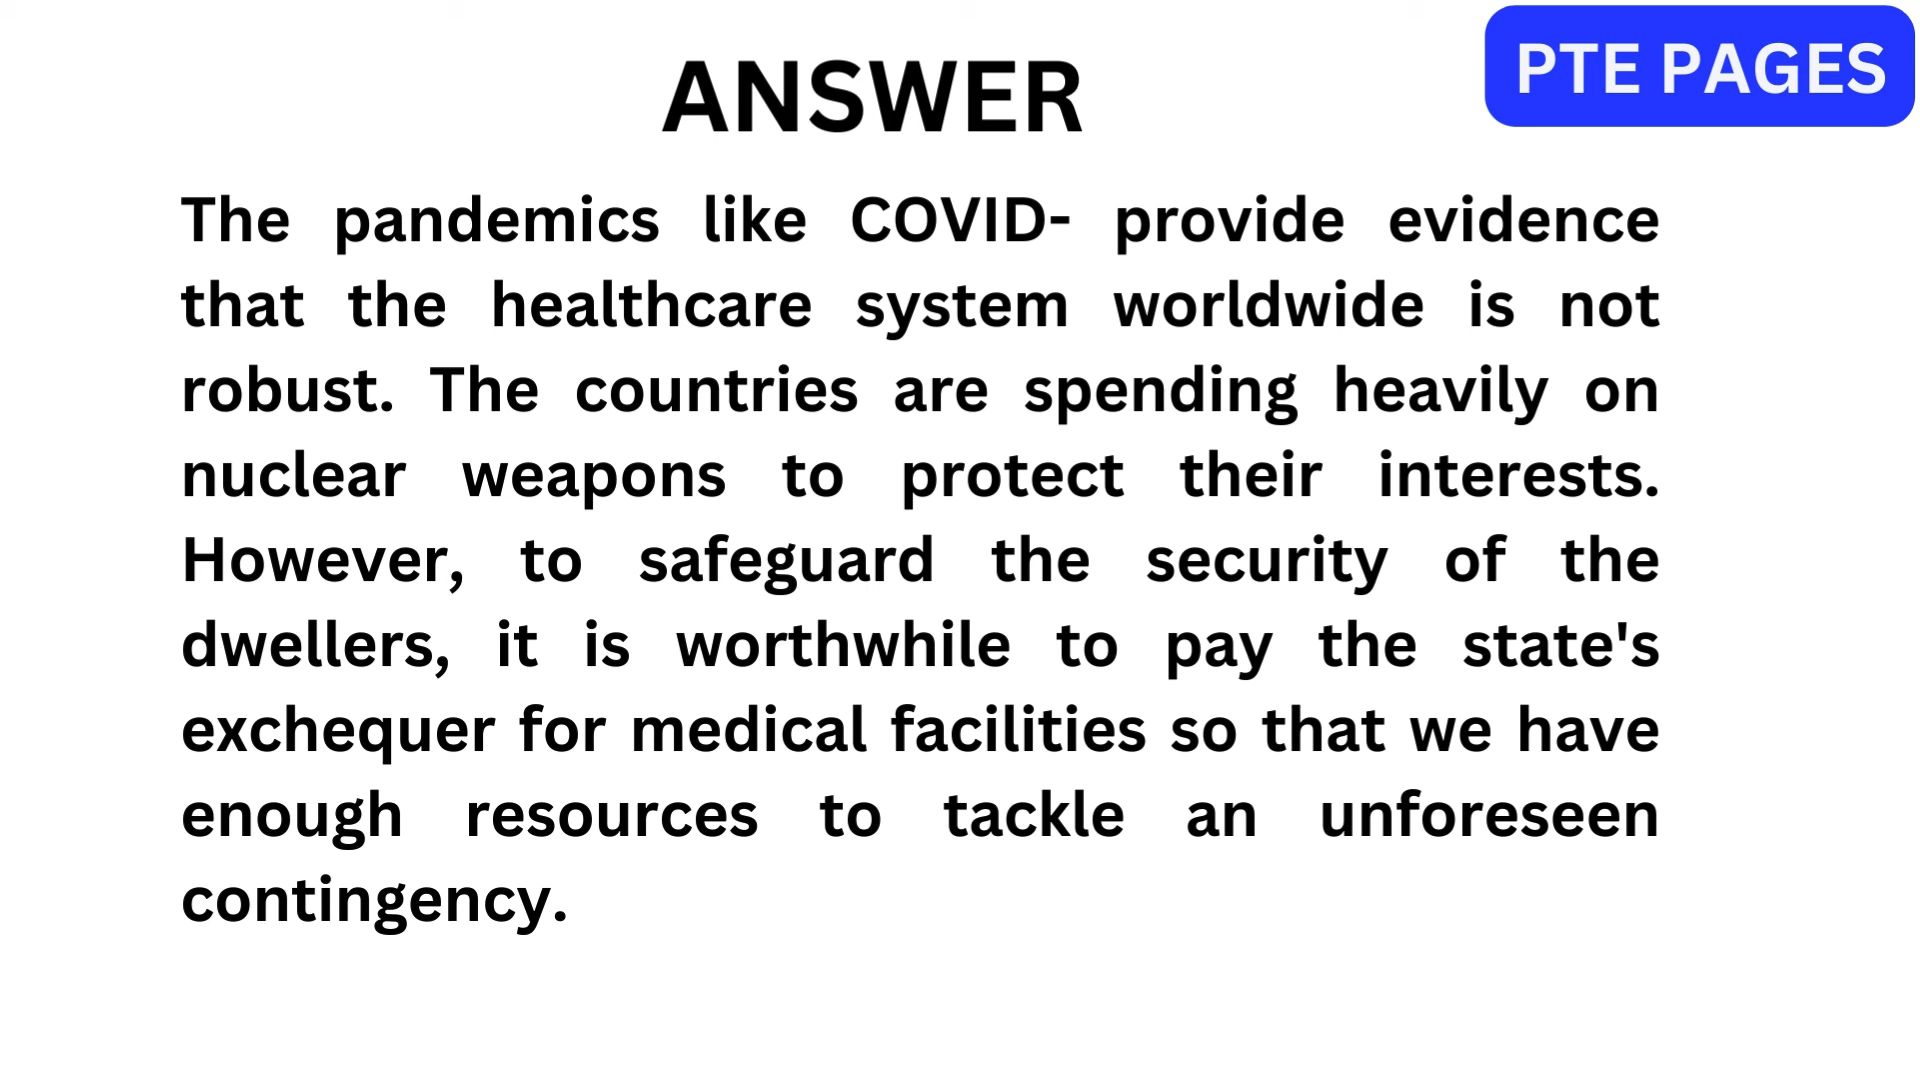 PTE PAGES
ANSWER
The pandemics like COVID- provide evidence
that the healthcare system worldwide is not
robust. The countries are spending heavily on
nuclear weapons to protect their interests.
However, to safeguard the security of the
dwellers, it is worthwhile to pay the state's
exchequer for medical facilities so that we have
enough resources to tackle an unforeseen
contingency.